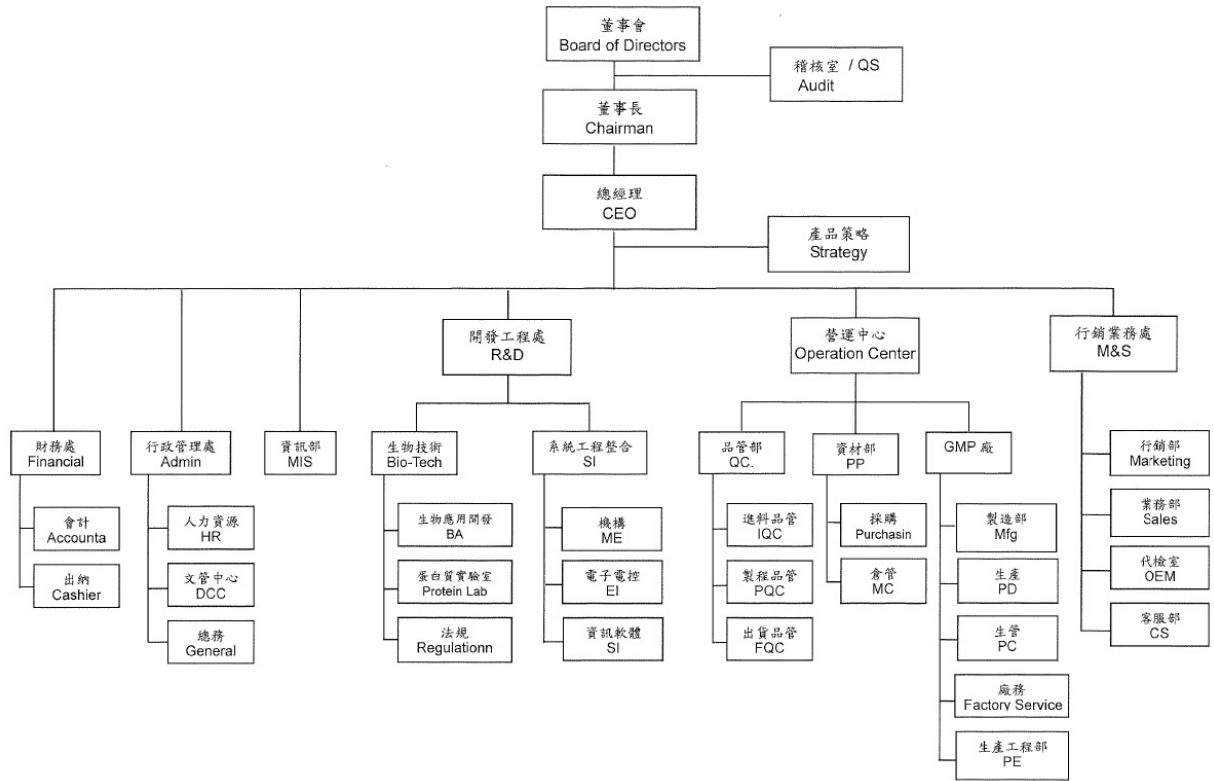 董事會
Board of Directors
稽核室 / QS
Audit
董事長
Chairman
總經理
CEO
產品策略
Strategy
開發工程處
R&D
營運中心
Operation Center
行銷業務處
M&S
財務處
Financial
行政管理處
Admin
資訊部
MIS
生物技術
Bio-Tech
系統工程整合
SI
品管部
QC.
資材部
PP
GMP 廠
行銷部
Marketing
會計
Accounta
人力資源
HR
生物應用開發
BA
機構
ME
進料品管
IQC
採購
Purchasin
製造部
Mfg
業務部
Sales
出納
Cashier
文管中心
DCC
蛋白質實驗室
Protein Lab
電子電控
EI
製程品管
PQC
倉管
MC
生產
PD
代檢室
OEM
總務
General
法規
Regulationn
資訊軟體
SI
出貨品管
FQC
生管
PC
客服部
CS
廠務
Factory Service
生產工程部
PE